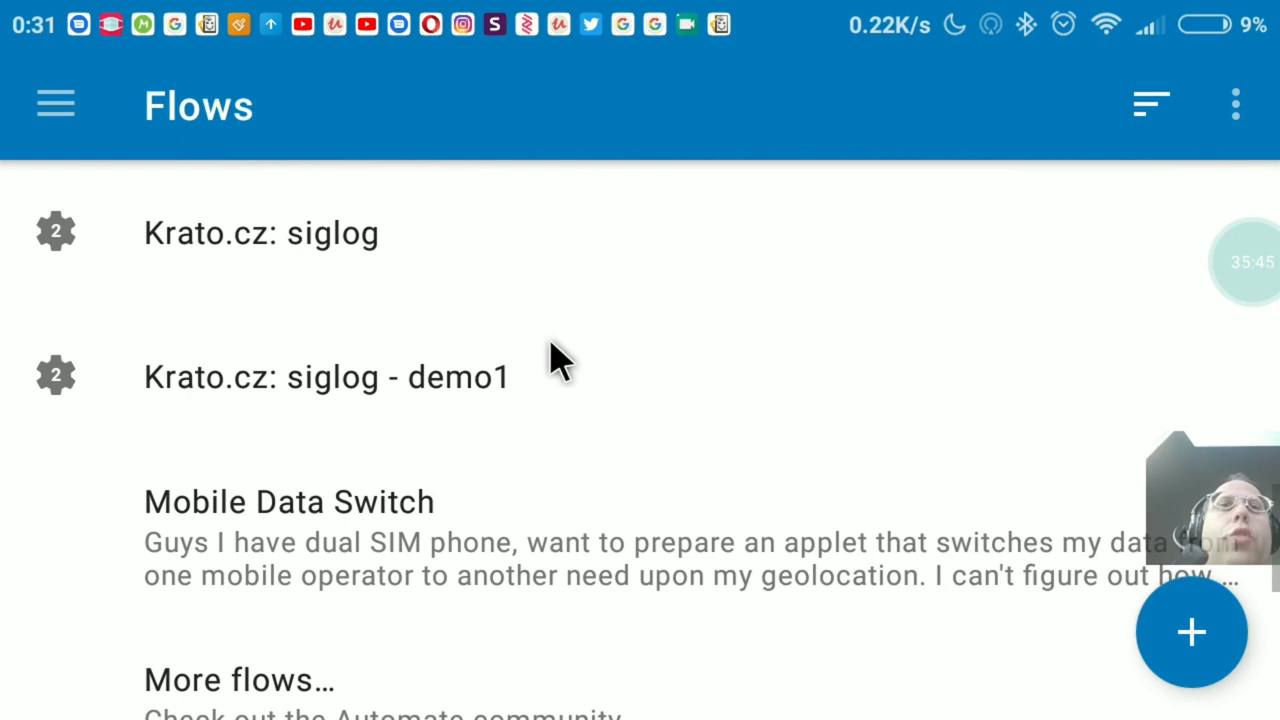 0:31 0.22K/s 9%
Flows
2 Krato.cz: siglog
35:45
2 Krato.cz: siglog - demo1
Mobile Data Switch
Guys I have dual SIM phone, want to prepare an applet that switches my data from
one mobile operator to another need upon my geolocation. I can't figure out how ...
More flows...
Check out the Automate community